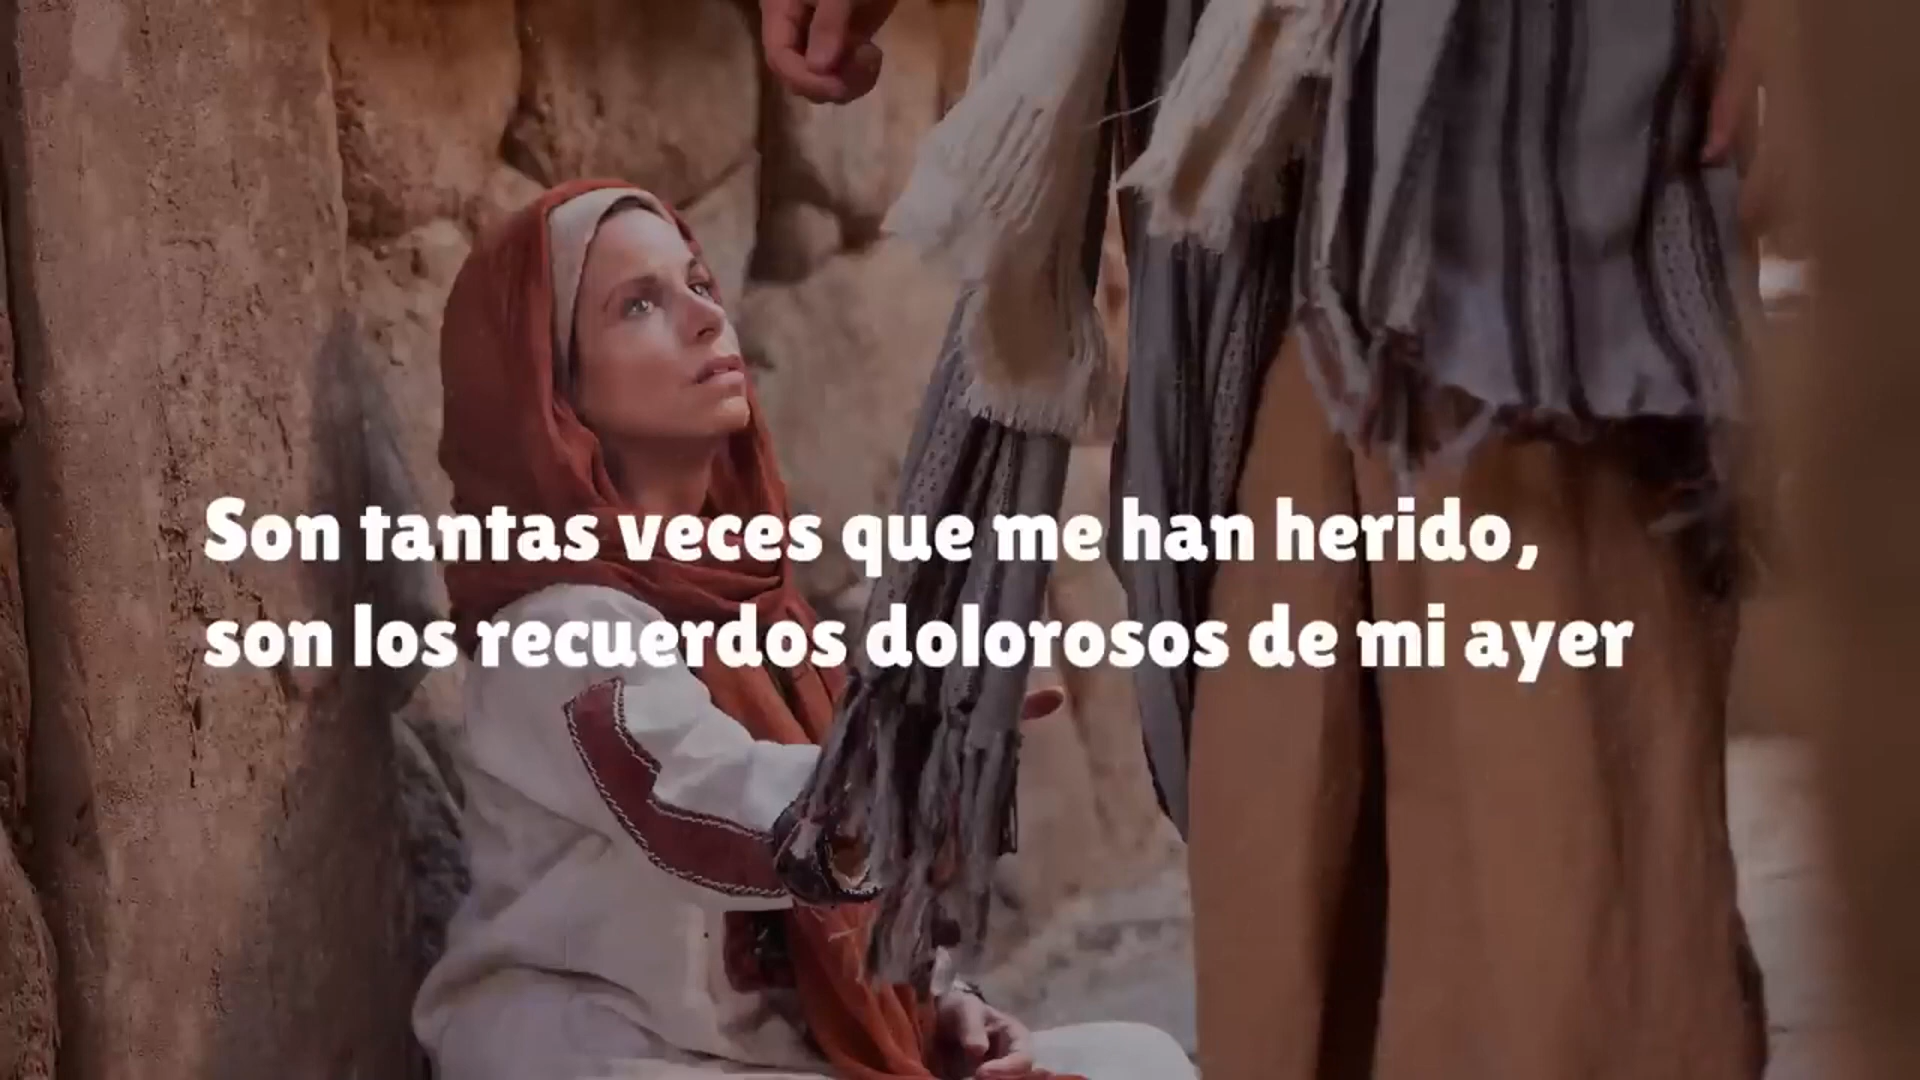 Son tantas veces que me han herido,
son los recuerdos dolorosos de mi ayer